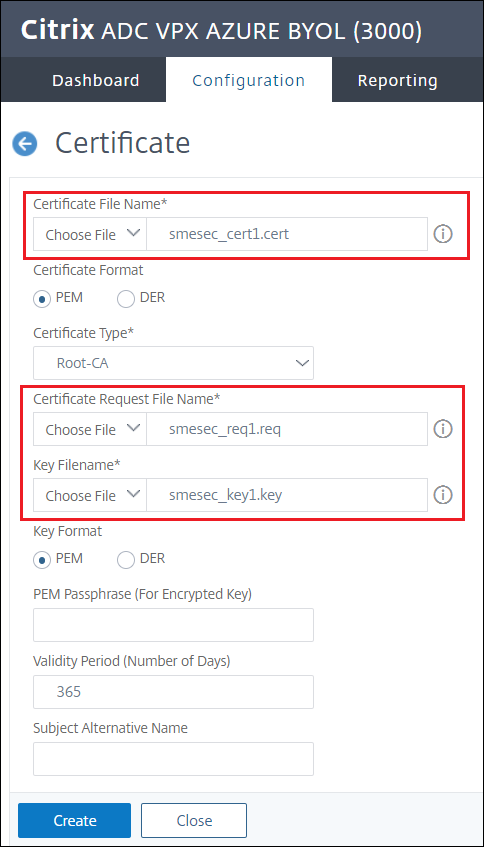 Citrix ADC VPX AZURE BYOL (3000)
Dashboard Configuration Reporting
Certificate
Certificate File Name*
Choose File smesec_cert1.cert
Certificate Format
PEM DER
Certificate Type*
Root-CA
Certificate Request File Name*
Choose File smesec_req1.req
Key Filename*
Choose File smesec_key1.key
Key Format
PEM DER
PEM Passphrase (For Encrypted Key)
Validity Period (Number of Days)
365
Subject Alternative Name
Create Close